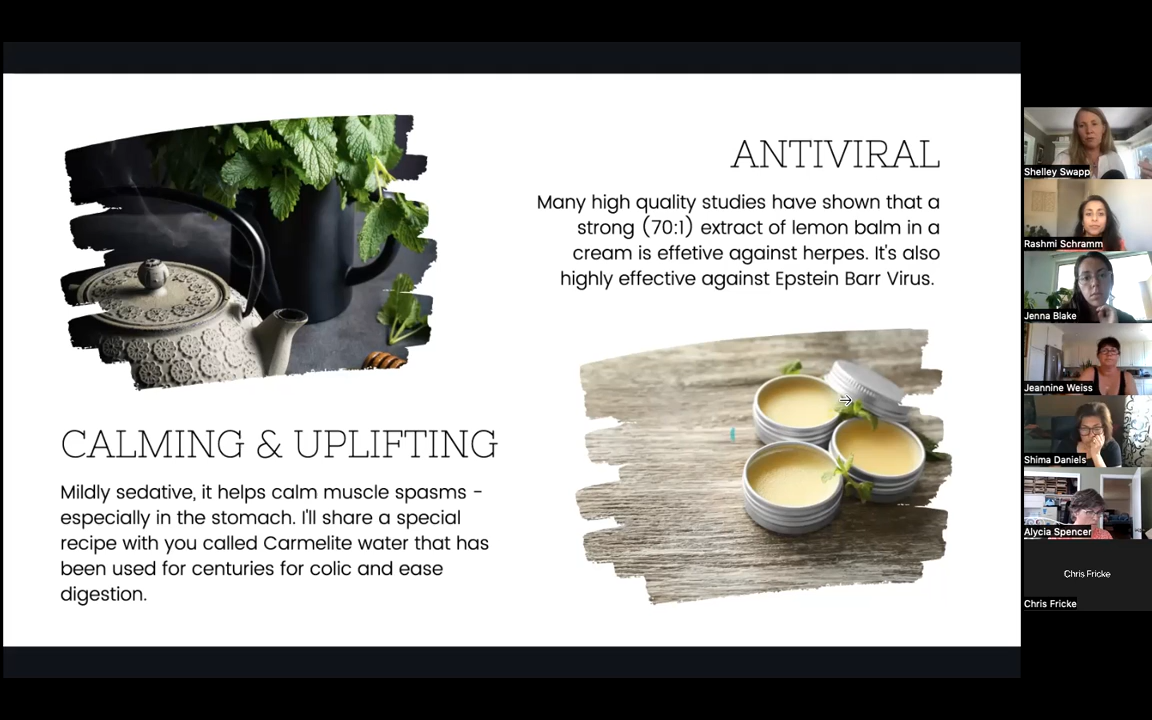 ANTIVIRAL
Many high quality studies have shown that a
strong (70:1) extract of lemon balm in a
cream is effetive against herpes. It's also
highly effective against Epstein Barr Virus.
CALMING & UPLIFTING
Mildly sedative, it helps calm muscle spasms -
especially in the stomach. I'll share a special
recipe with you called Carmelite water that has
been used for centuries for colic and ease
digestion.
Shelley Swapp
Rashmi Schramm
Jenna Blake
Jeannine Weiss
Shima Daniels
Alycia Spencer
Chris Fricke
Chris Fricke